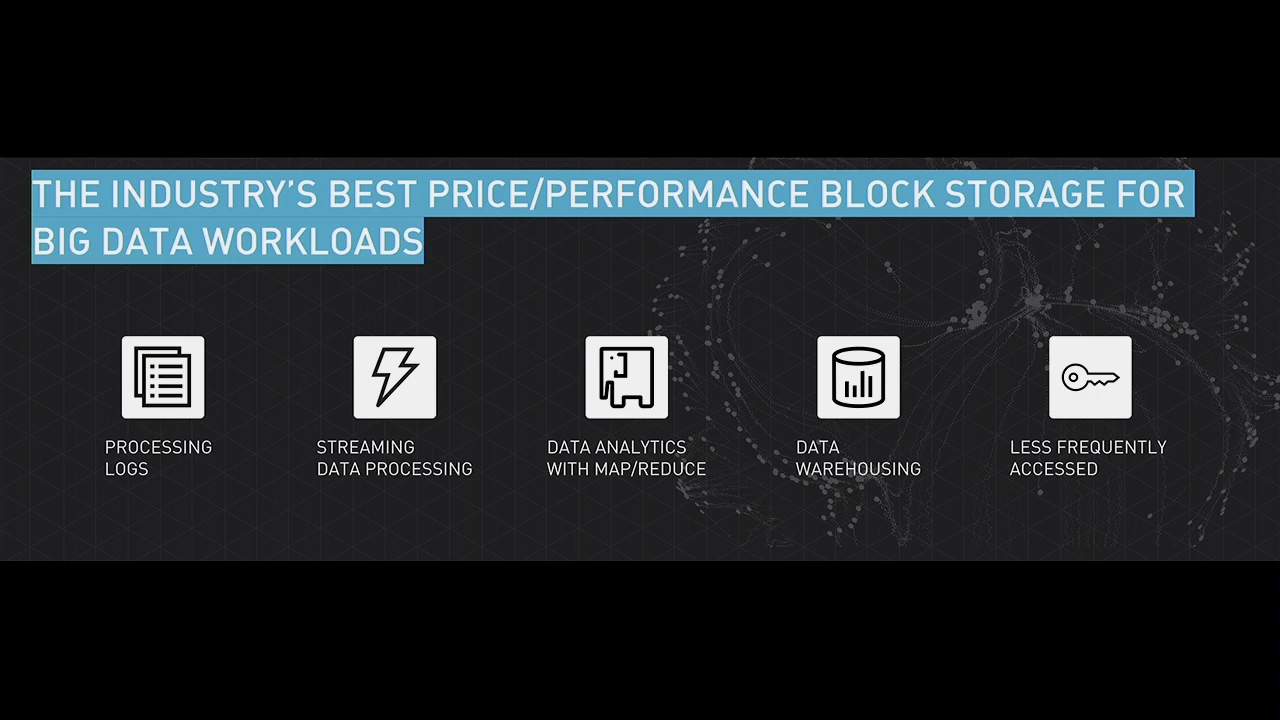 THE INDUSTRY’S BEST PRICE/PERFORMANCE BLOCK STORAGE FOR
BIG DATA WORKLOADS
PROCESSING
LOGS
STREAMING
DATA PROCESSING
DATA ANALYTICS
WITH MAP/REDUCE
DATA
WAREHOUSING
LESS FREQUENTLY
ACCESSED